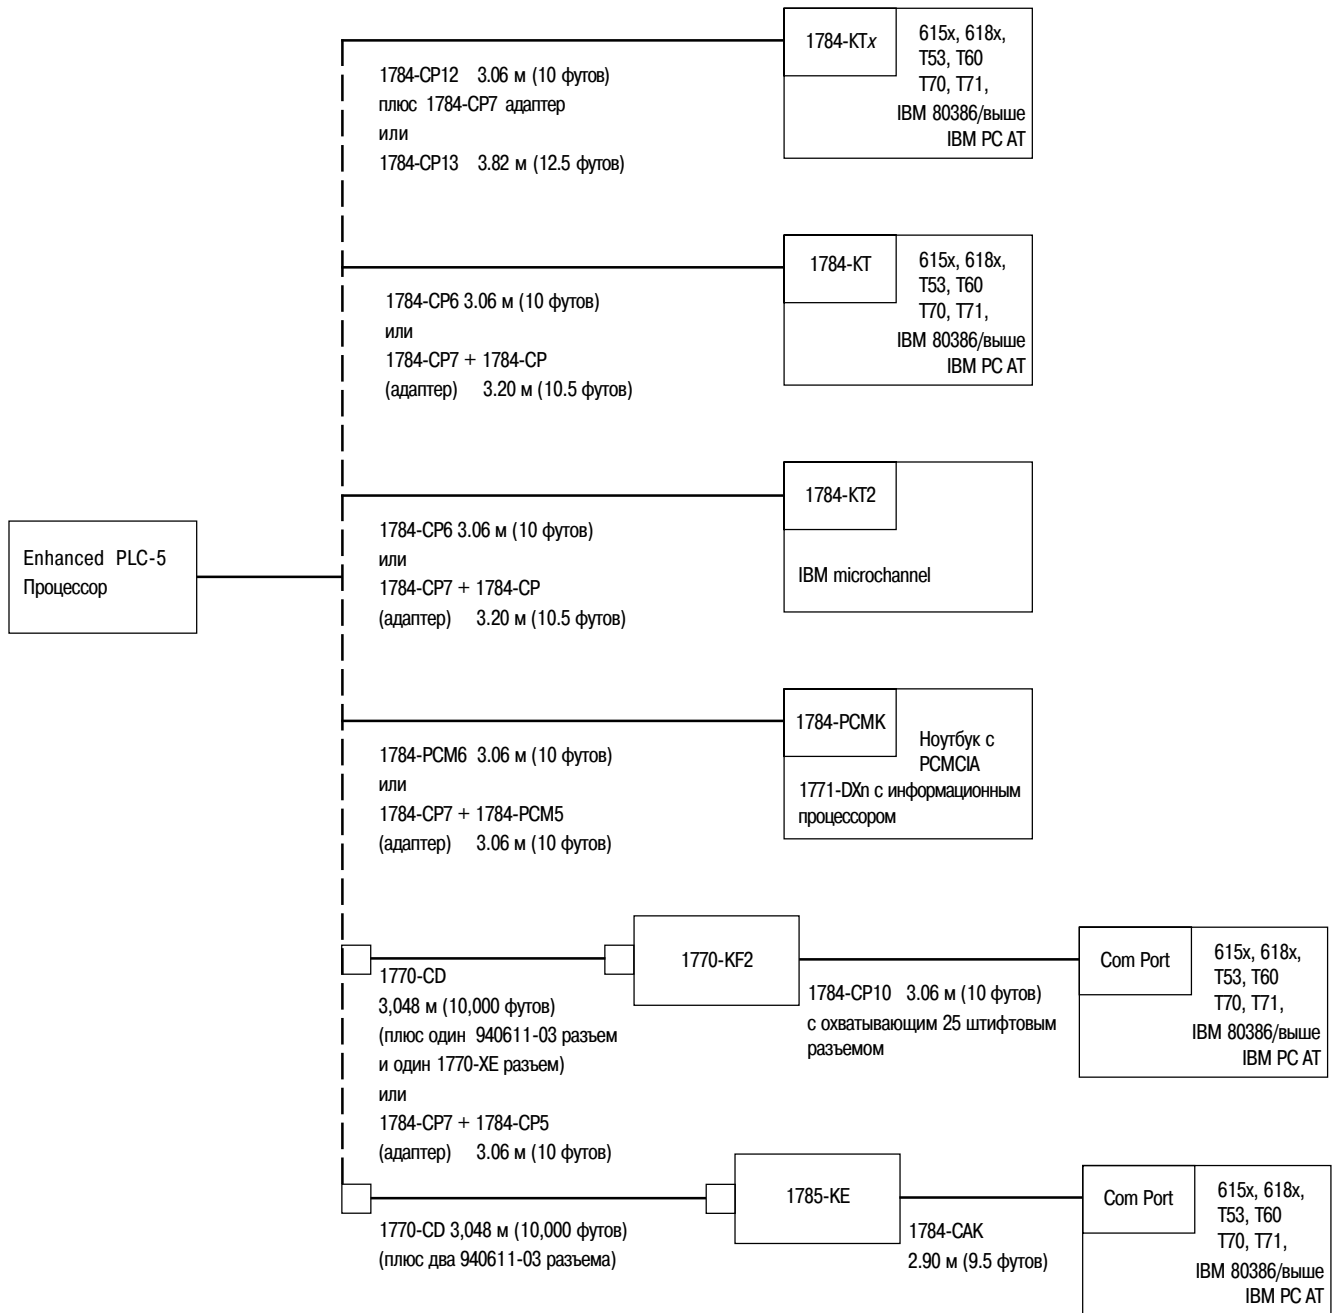 1784-KTx
615x, 618x,
T53, T60
T70, T71,
IBM 80386/выше
IBM PC AT
1784-CP12 3.06 м (10 футов)
плюс 1784-CP7 адаптер
или
1784-CP13 3.82 м (12.5 футов)
1784-KT
615x, 618x,
T53, T60
T70, T71,
IBM 80386/выше
IBM PC AT
1784-CP6 3.06 м (10 футов)
или
1784-CP7 + 1784-CP
(адаптер) 3.20 м (10.5 футов)
1784-KT2
IBM microchannel
1784-CP6 3.06 м (10 футов)
или
1784-CP7 + 1784-CP
(адаптер) 3.20 м (10.5 футов)
Enhanced PLC-5
Процессор
1784-PCMK
Ноутбук с
PCMCIA
1771-DXn с информационным
процессором
1784-PCM6 3.06 м (10 футов)
или
1784-CP7 + 1784-PCM5
(адаптер) 3.06 м (10 футов)
1770-KF2
Com Port
615x, 618x,
T53, T60
T70, T71,
IBM 80386/выше
IBM PC AT
1770-CD
3,048 м (10,000 футов)
(плюс один 940611-03 разъем
и один 1770-XE разъем)
или
1784-CP7 + 1784-CP5
(адаптер) 3.06 м (10 футов)
1784-CP10 3.06 м (10 футов)
с охватывающим 25 штифтовым
разъемом
1785-KE
Com Port
615x, 618x,
T53, T60
T70, T71,
IBM 80386/выше
IBM PC AT
1770-CD 3,048 м (10,000 футов)
(плюс два 940611-03 разъема)
1784-CAK
2.90 м (9.5 футов)